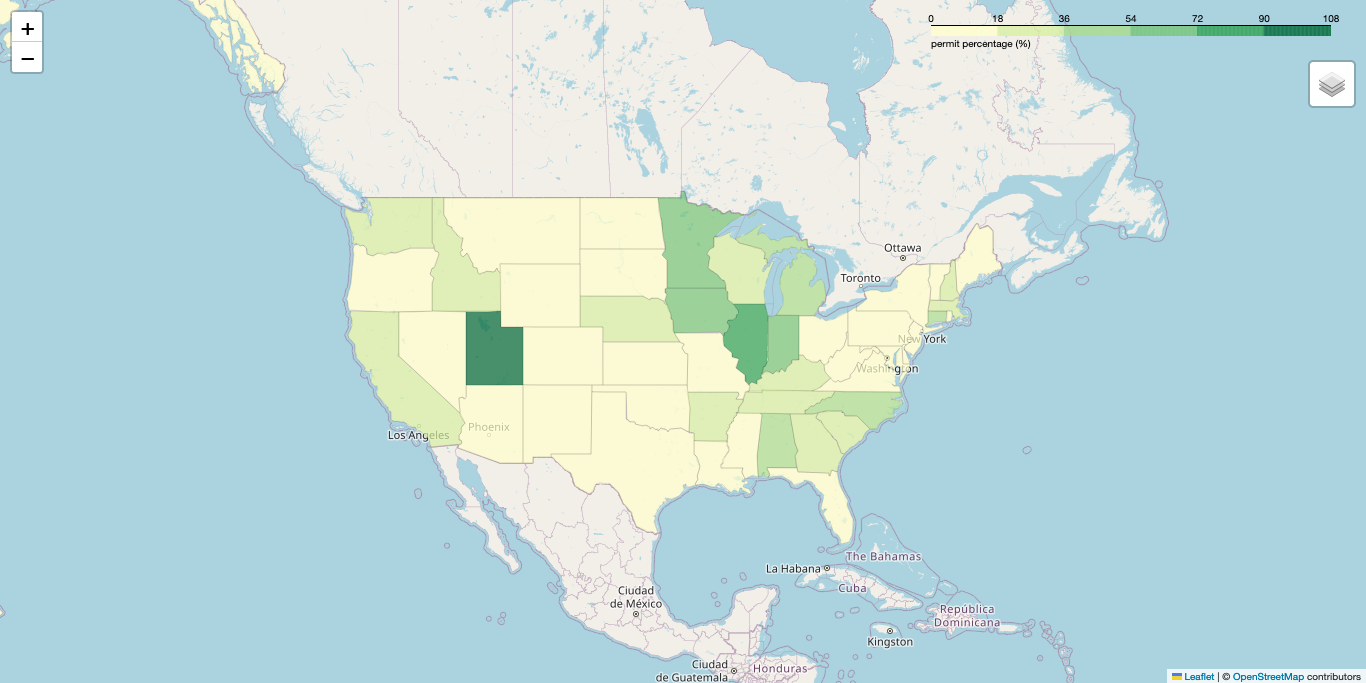 +
−
0 18 36 54 72 90 108
permit percentage (%)
Ottawa
Toronto
New York
Washington
Los Angeles
Phoenix
The Bahamas
La Habana
Cuba
Ciudad
de México
República
Dominicana
Kingston
Ciudad
de Guatemala
Honduras
Leaflet | © OpenStreetMap contributors